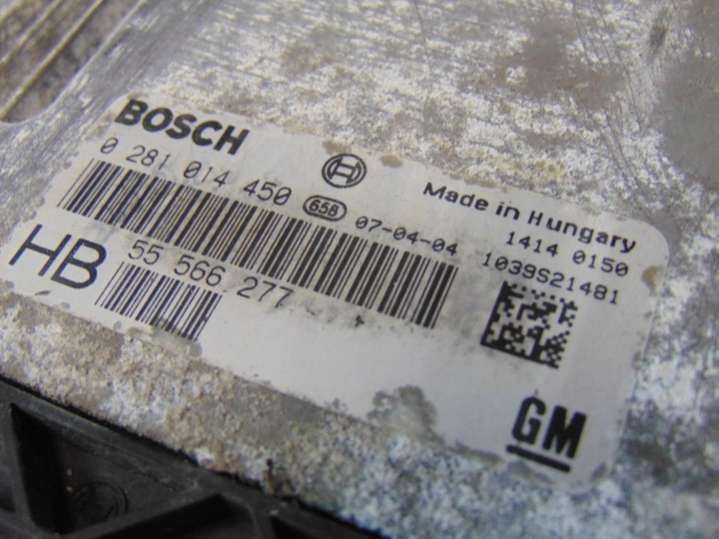 BOSCH
0 281 014 450 658 07-04-04
Made in Hungary
1414 0150
1039S21481
HB 55 566 277
GM